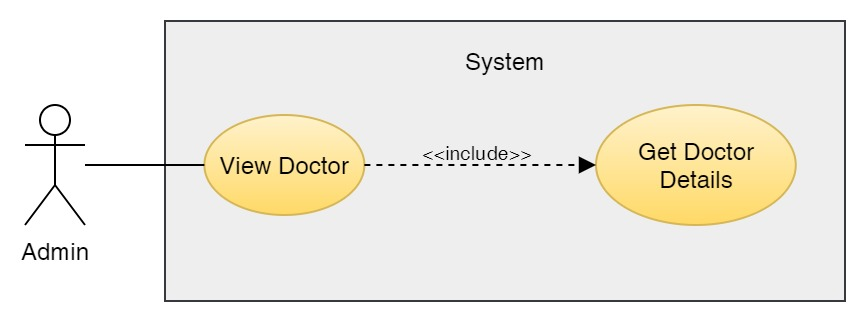 System
View Doctor
<<include>>
Get Doctor
Details
Admin